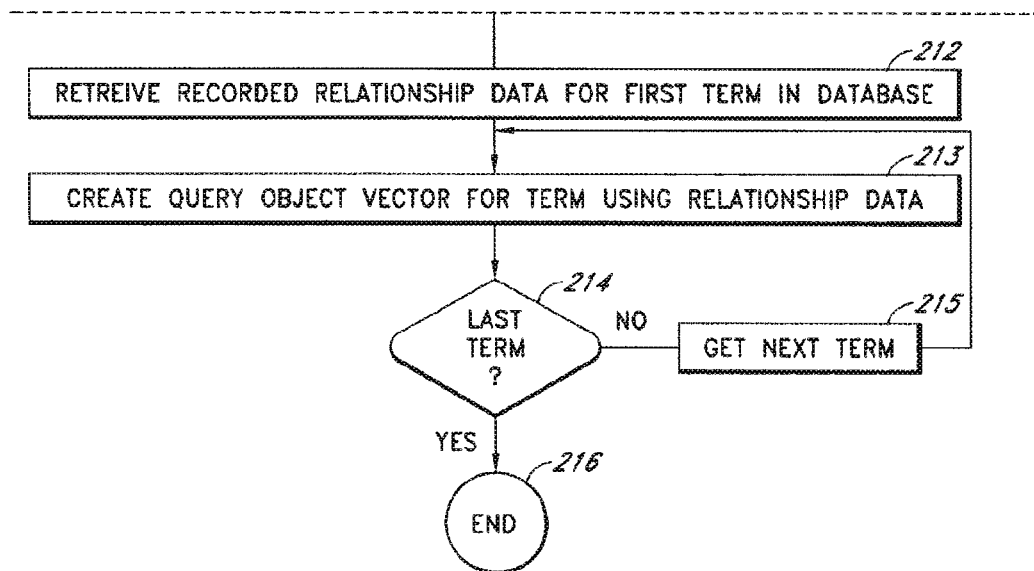 212
RETREIVE RECORDED RELATIONSHIP DATA FOR FIRST TERM IN DATABASE
213
CREATE QUERY OBJECT VECTOR FOR TERM USING RELATIONSHIP DATA
214
LAST
TERM
?
NO
215
GET NEXT TERM
YES
216
END